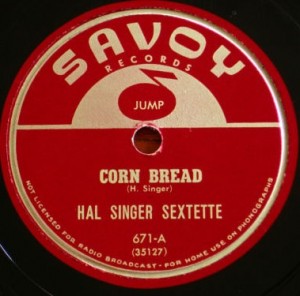 SAVOY
RECORDS
JUMP
CORN BREAD
(H. Singer)
HAL SINGER SEXTETTE
671-A
(35127)
NOT LICENSED FOR RADIO BROADCAST - FOR HOME USE ON PHONOGRAPHS